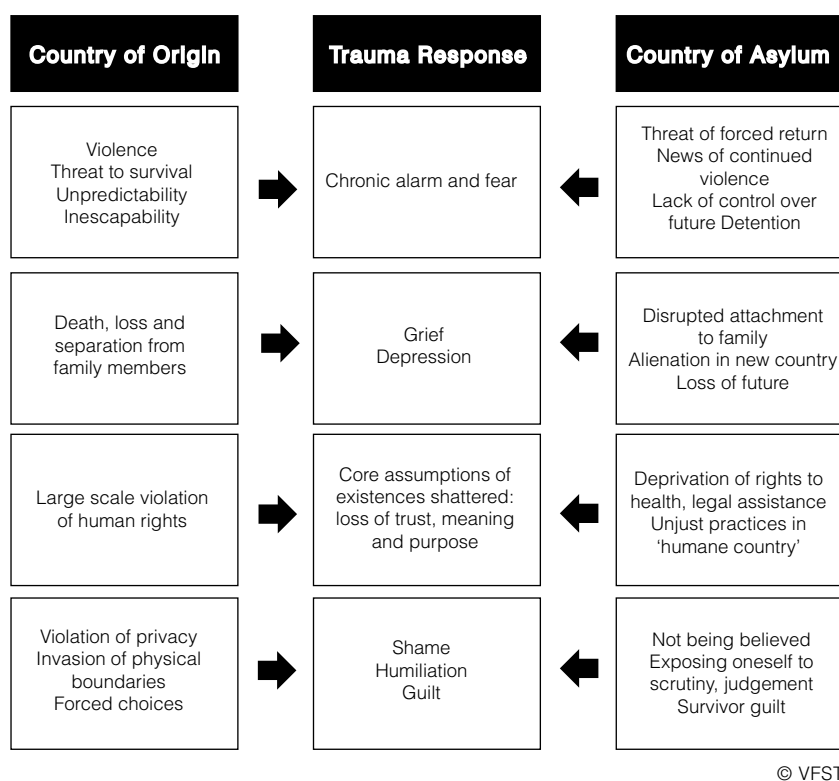 Country of Origin
Trauma Response
Country of Asylum
Violence
Threat to survival
Unpredictability
Inescapability
Chronic alarm and fear
Threat of forced return
News of continued
violence
Lack of control over
future Detention
Death, loss and
separation from
family members
Grief
Depression
Disrupted attachment
to family
Alienation in new country
Loss of future
Large scale violation
of human rights
Core assumptions of
existences shattered:
loss of trust, meaning
and purpose
Deprivation of rights to
health, legal assistance
Unjust practices in
‘humane country’
Violation of privacy
Invasion of physical
boundaries
Forced choices
Shame
Humiliation
Guilt
Not being believed
Exposing oneself to
scrutiny, judgement
Survivor guilt
© VFST